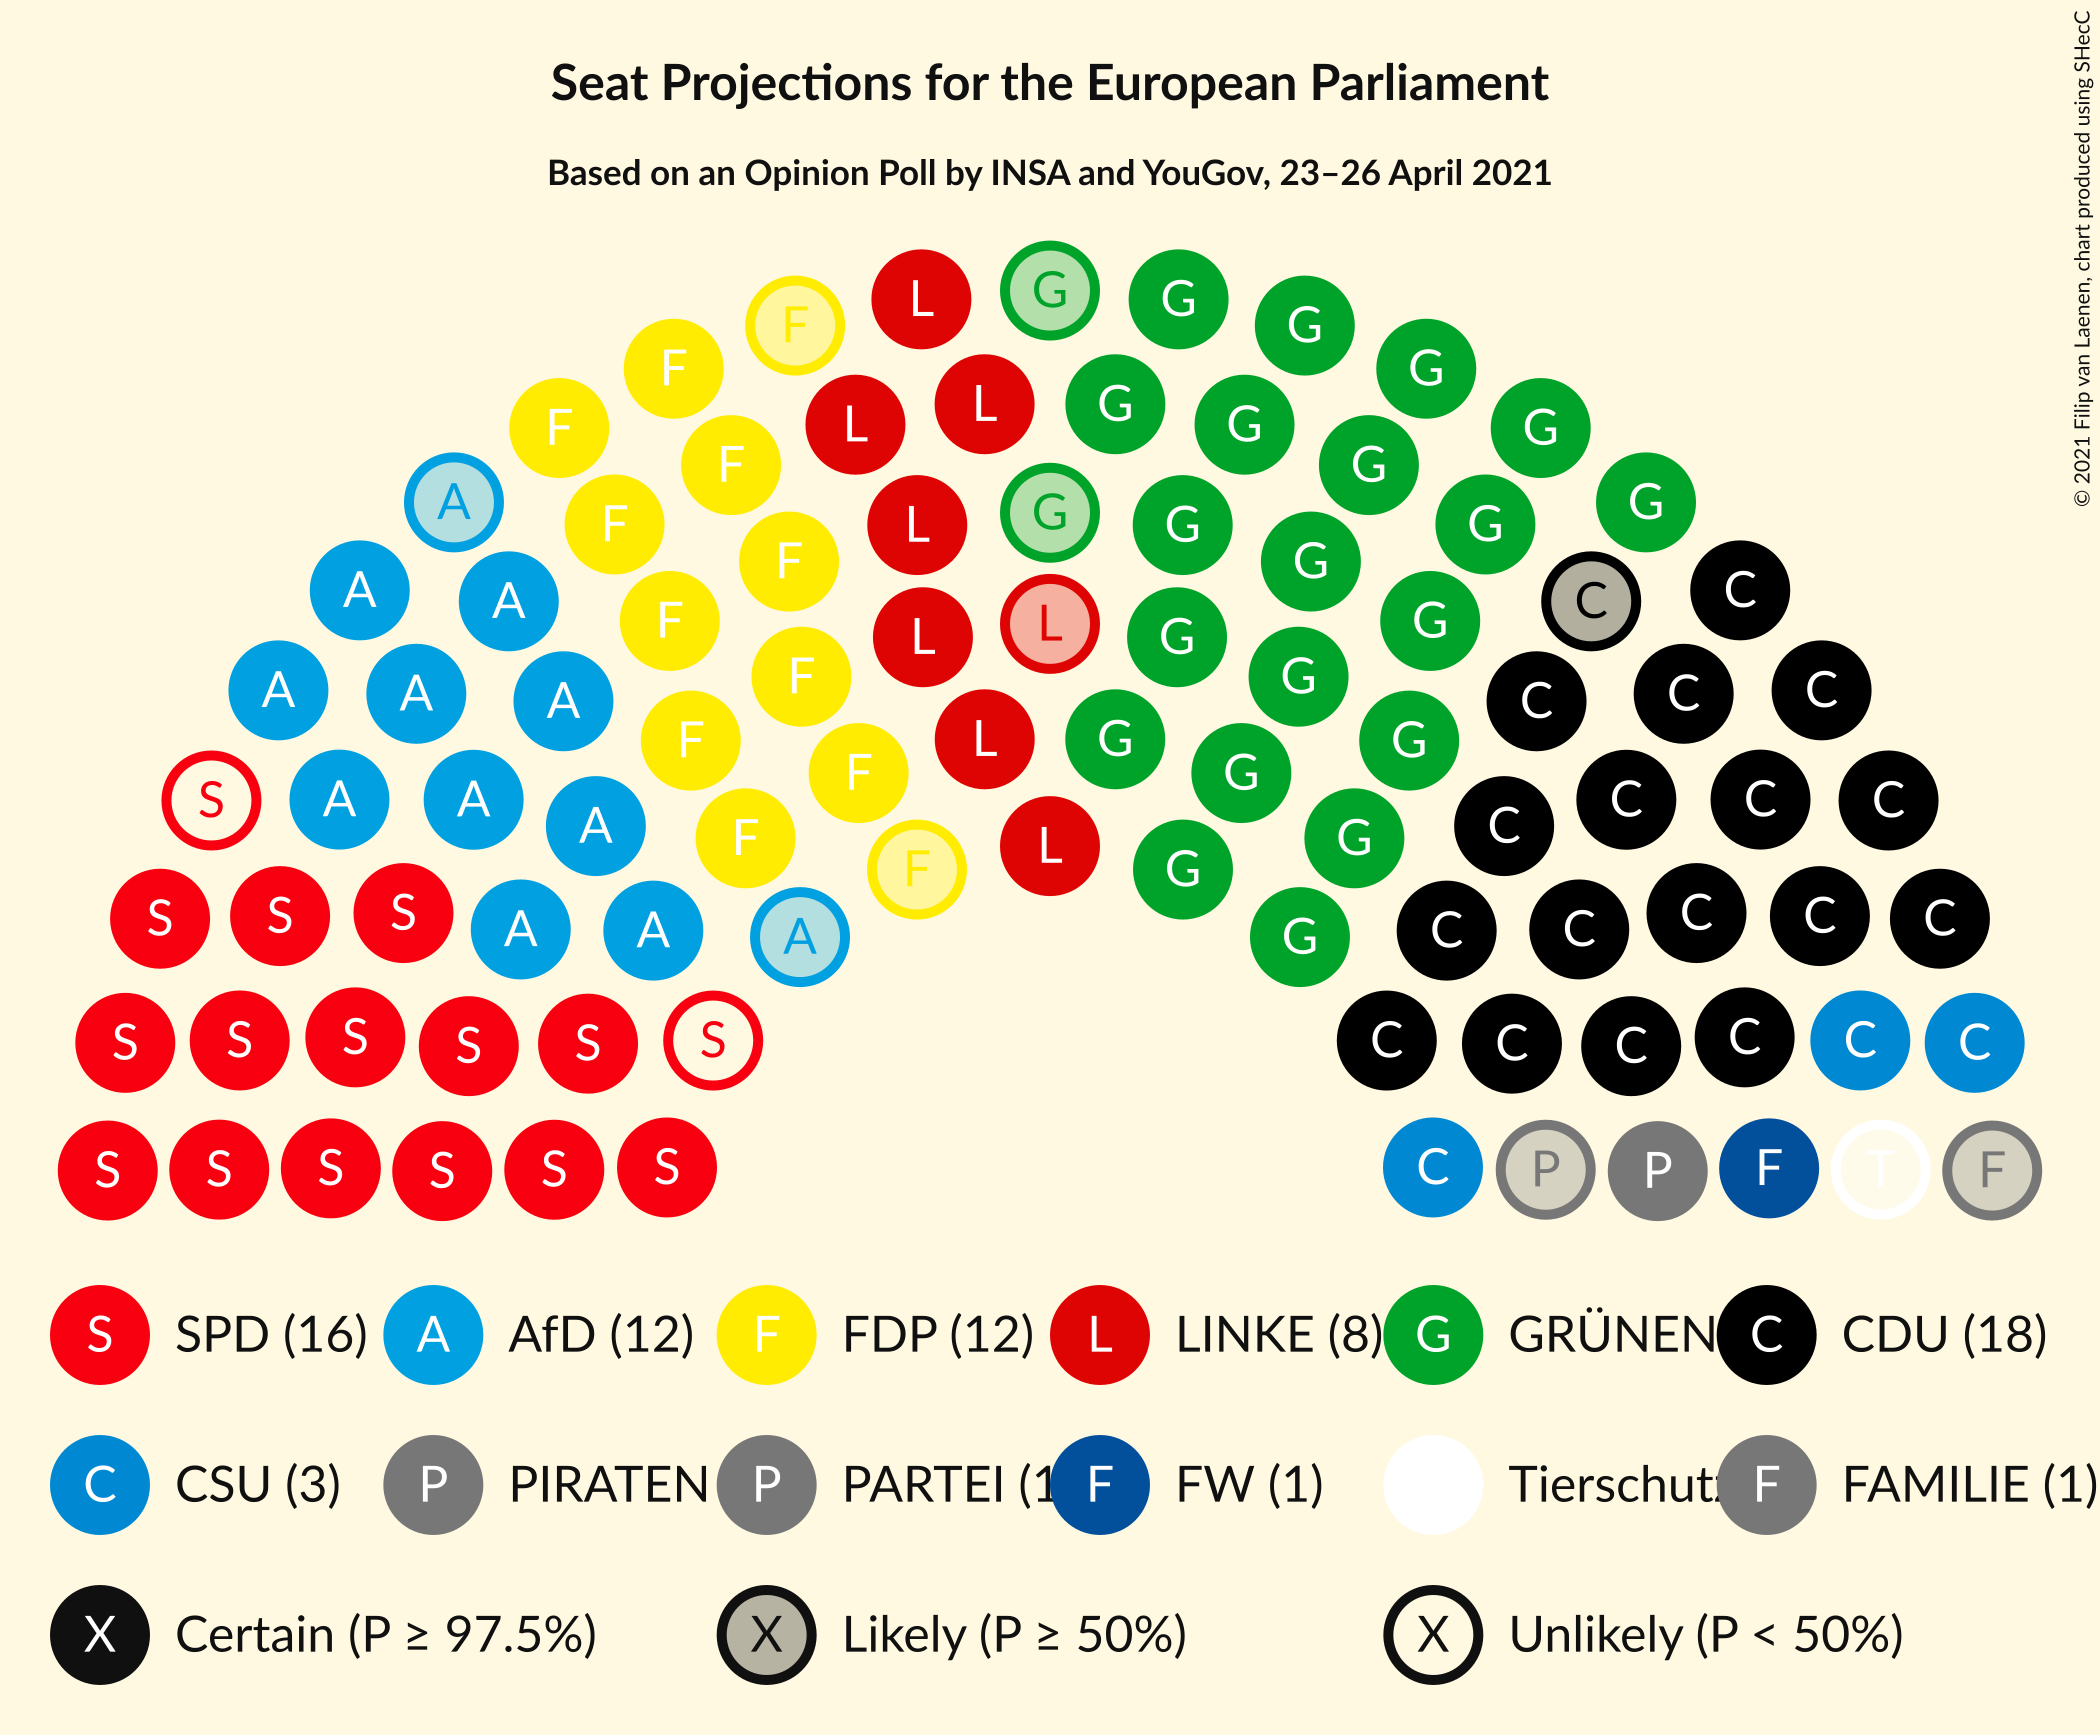 Seat Projections for the European Parliament
Based on an Opinion Poll by INSA and YouGov, 23–26 April 2021
© 2021 Filip van Laenen, chart produced using SHecC
L G G G
F G
F L L G G
F F G G
A F F L G G G G G
A A F F L L G G G C C
A A A F F L G G G C C C
S A A A F F L G G C C C C
S S S A A A F G G C C C C C
S S S S S S C C C C C C
S S S S S S C P P F T F
S SPD (16) A AfD (12) F FDP (12) L LINKE (8) G GRÜNEN C CDU (18)
C CSU (3) P PIRATEN P PARTEI (1 F FW (1) Tierschutz F FAMILIE (1)
X Certain (P ≥ 97.5%) X Likely (P ≥ 50%) X Unlikely (P < 50%)